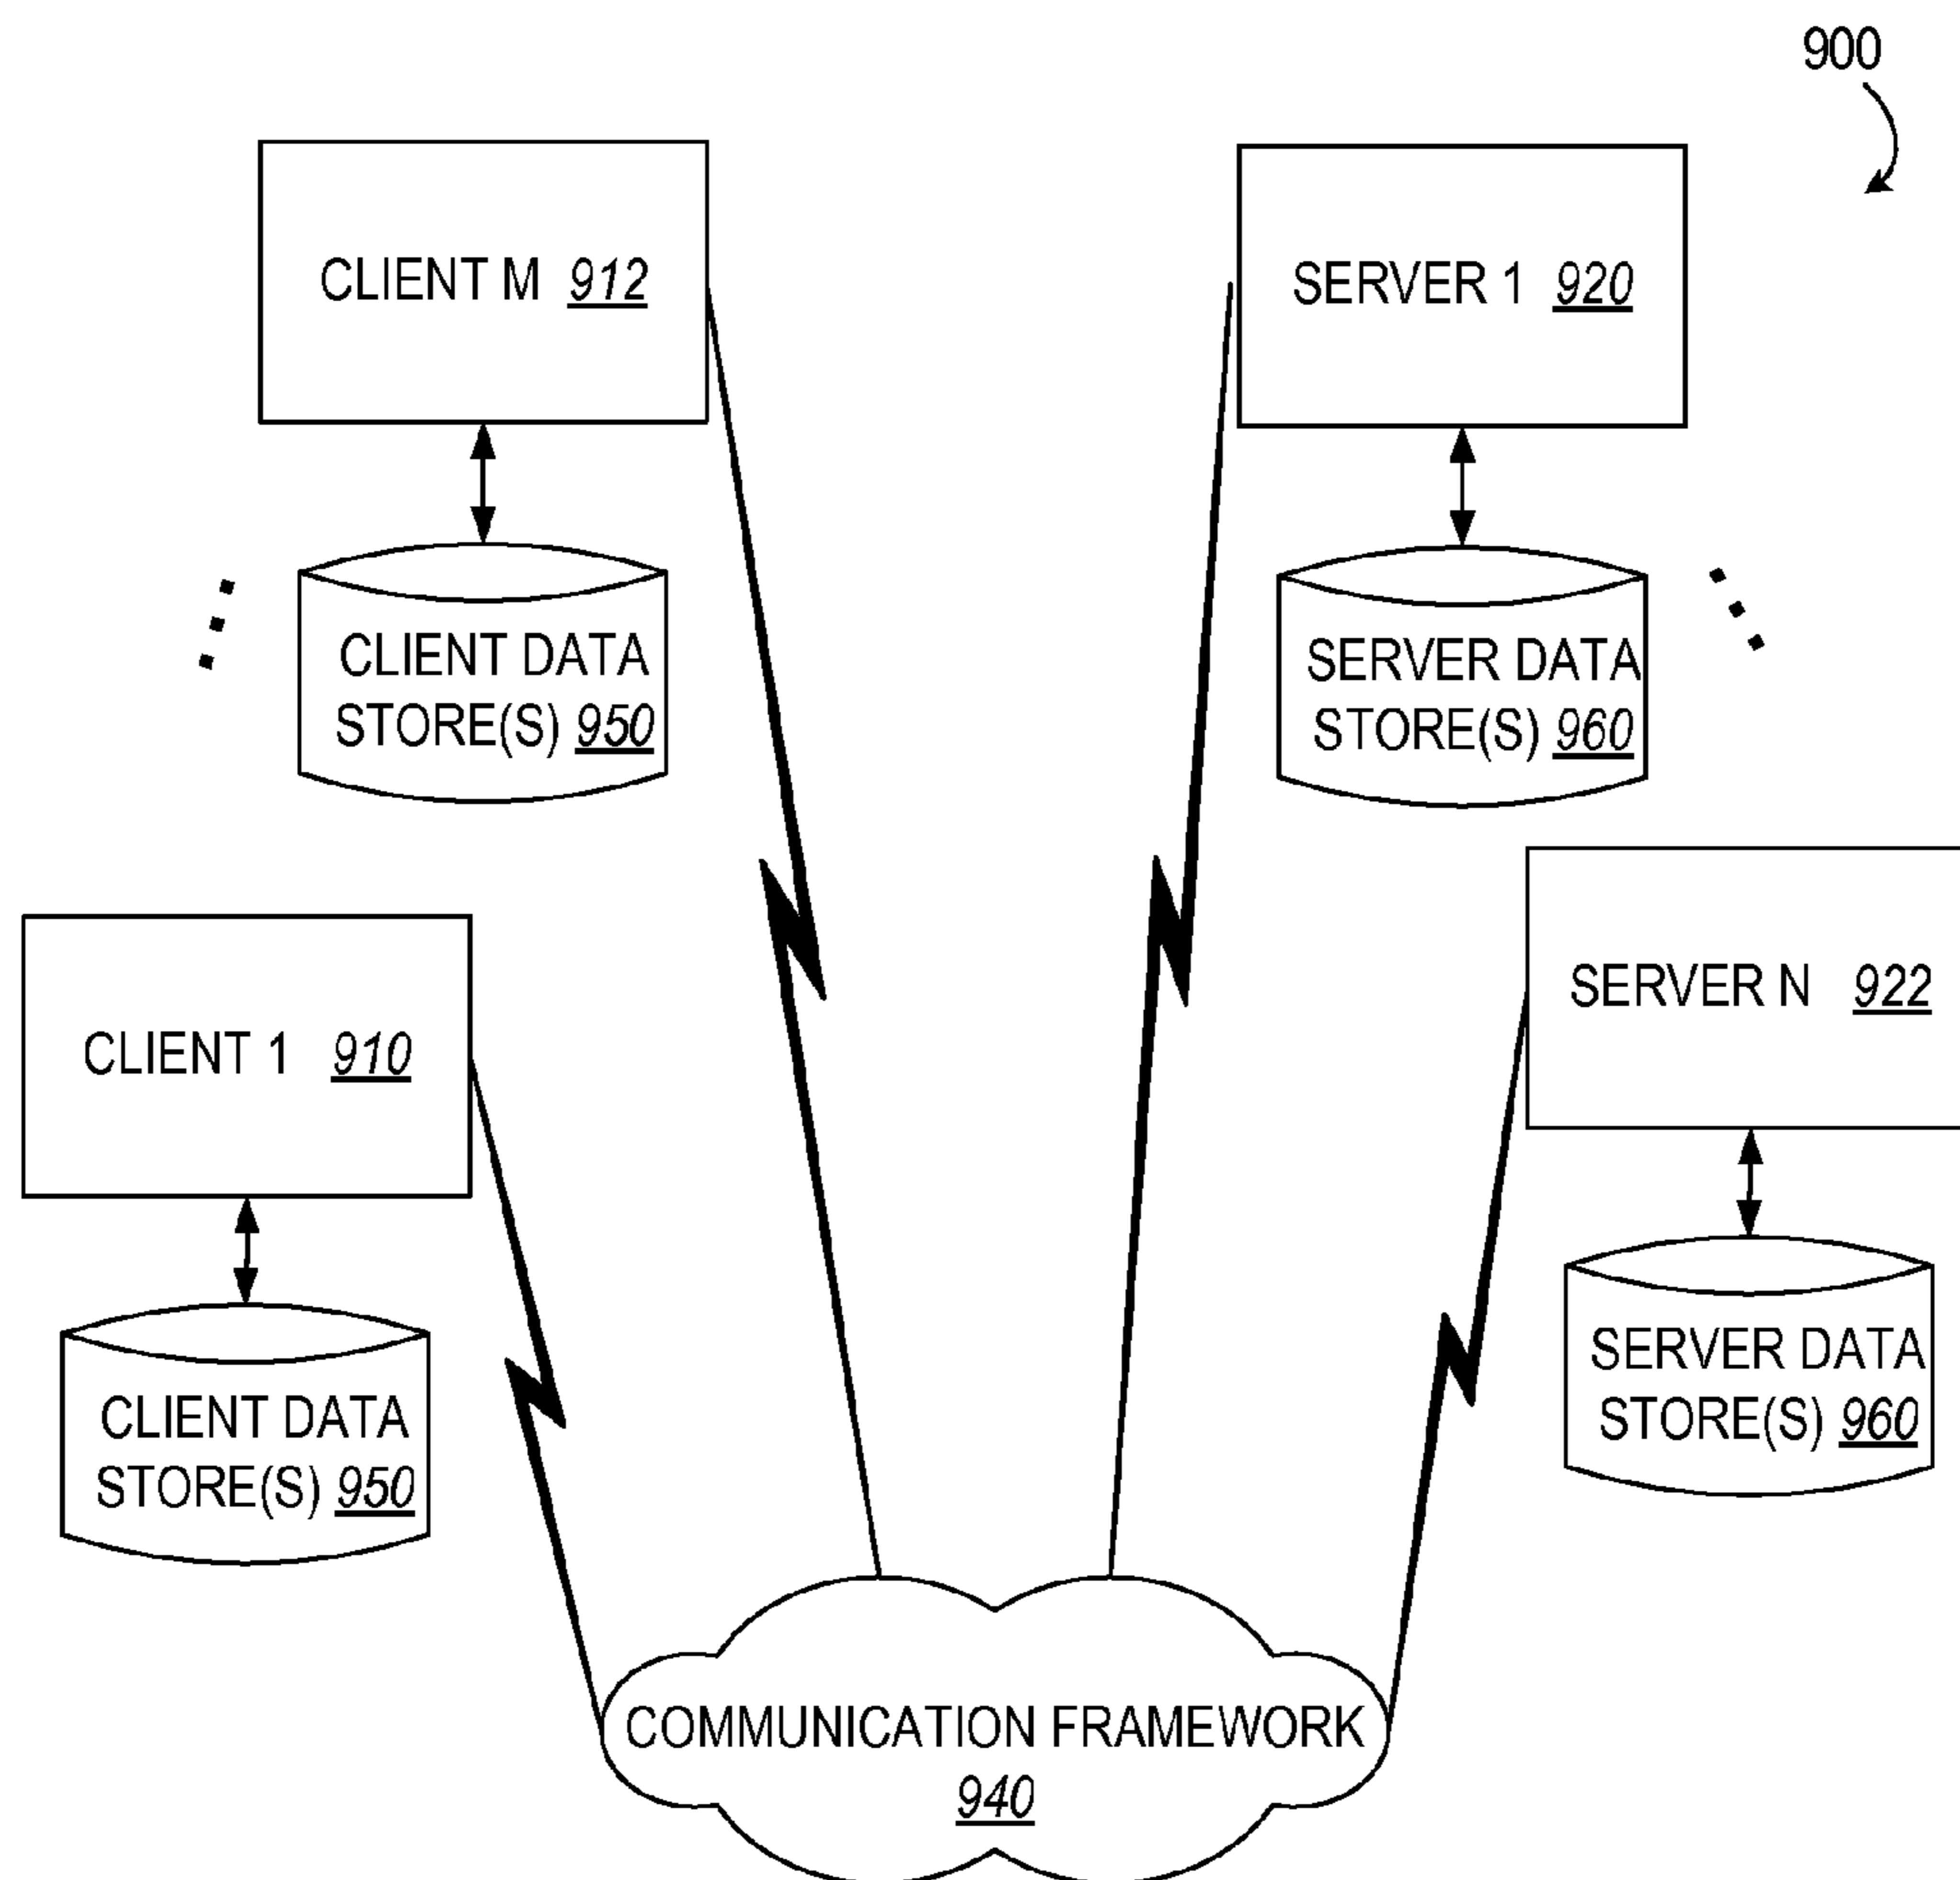 900
CLIENT M 912
SERVER 1 920
CLIENT DATA
STORE(S) 950
SERVER DATA
STORE(S) 960
CLIENT 1 910
SERVER N 922
CLIENT DATA
STORE(S) 950
SERVER DATA
STORE(S) 960
COMMUNICATION FRAMEWORK
940